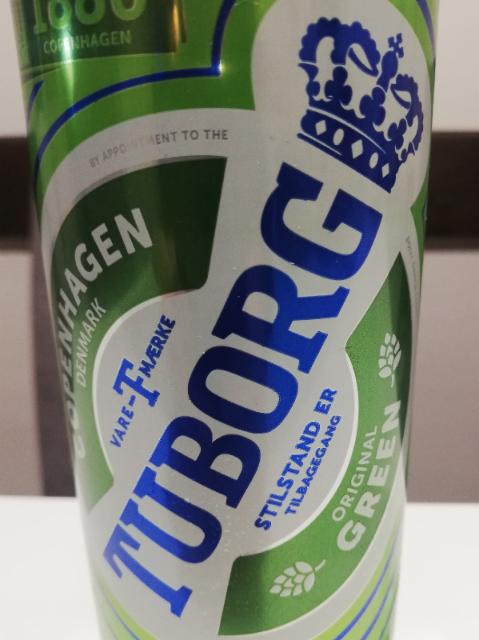 1880
COPENHAGEN
BY APPOINTMENT TO THE
COPENHAGEN
DENMARK
VARE-T-MÆRKE
TUBORG
STILSTAND ER
TILBAGEGANG
ORIGINAL
GREEN